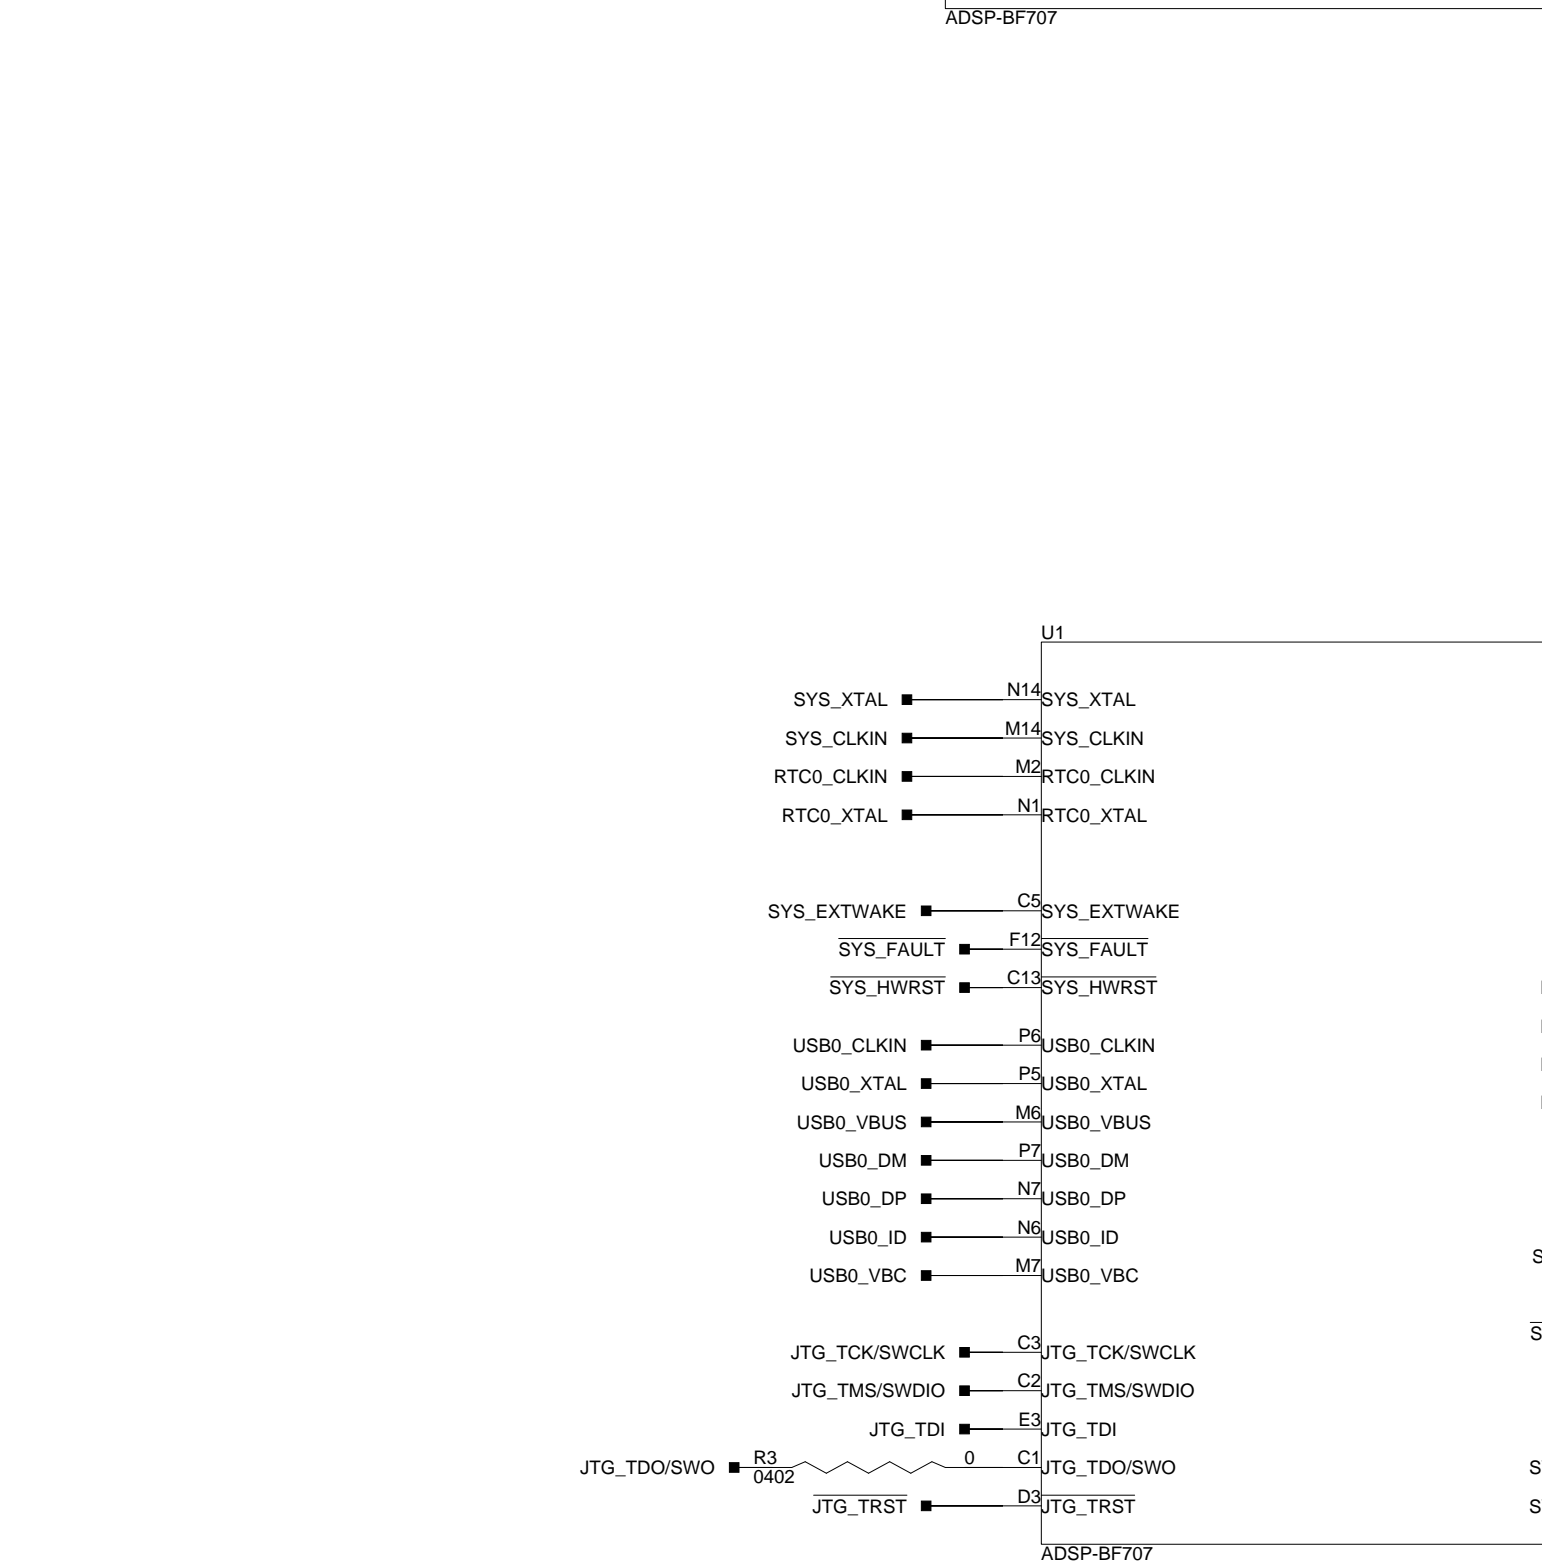 ADSP-BF707
U1
SYS_XTAL N14 SYS_XTAL
SYS_CLKIN M14 SYS_CLKIN
RTC0_CLKIN M2 RTC0_CLKIN
RTC0_XTAL N1 RTC0_XTAL
SYS_EXTWAKE C5 SYS_EXTWAKE
SYS_FAULT F12 SYS_FAULT
SYS_HWRST C13 SYS_HWRST
USB0_CLKIN P6 USB0_CLKIN
USB0_XTAL P5 USB0_XTAL
USB0_VBUS M6 USB0_VBUS
USB0_DM P7 USB0_DM
USB0_DP N7 USB0_DP
USB0_ID N6 USB0_ID
USB0_VBC M7 USB0_VBC
JTG_TCK/SWCLK C3 JTG_TCK/SWCLK
JTG_TMS/SWDIO C2 JTG_TMS/SWDIO
JTG_TDI E3 JTG_TDI
JTG_TDO/SWO R3 0 C1 JTG_TDO/SWO
0402
JTG_TRST D3 JTG_TRST
ADSP-BF707